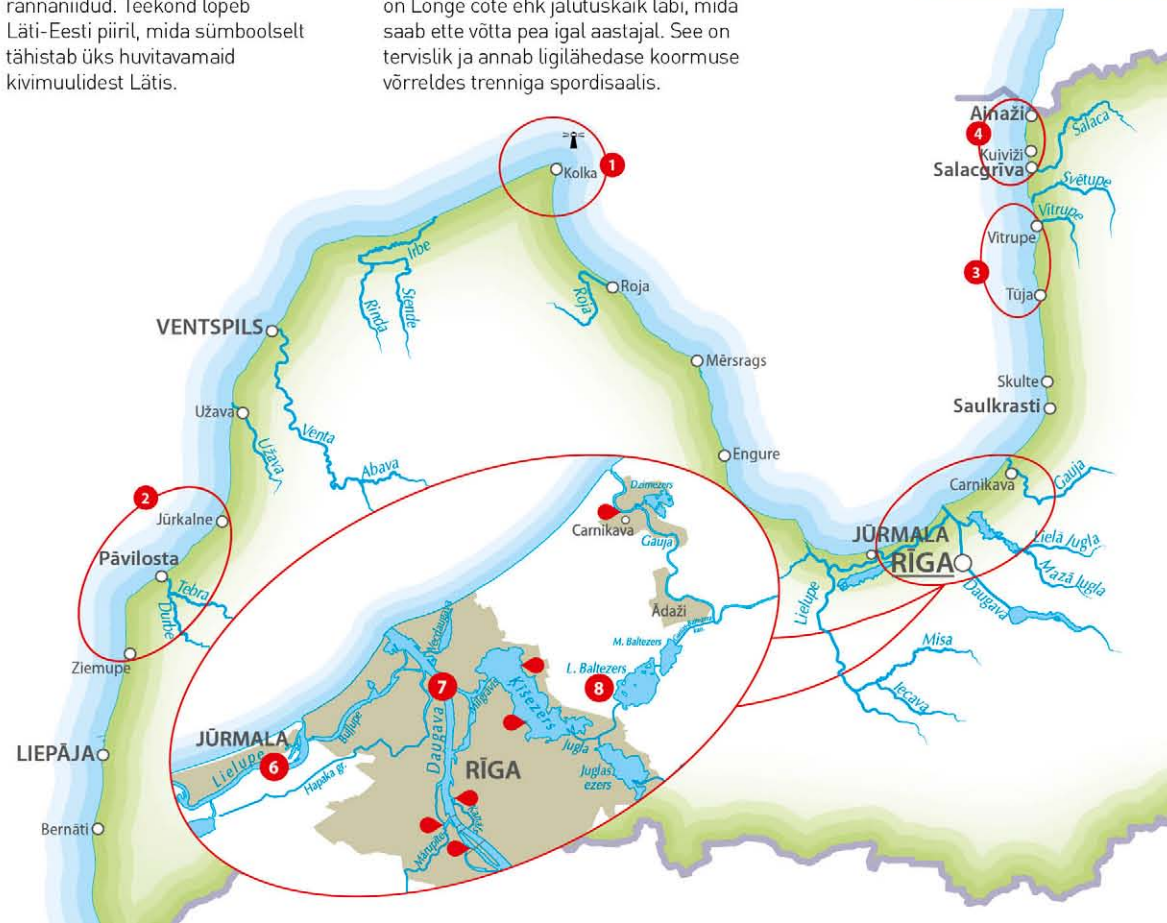 rannaniidud. Teekond lõpeb
Läti-Eesti piiril, mida sümboolselt
tähistab üks huvitavamaid
kivimuulidest Lätis.
on Longe côte ehk jalutuskäik läbi, mida
saab ette võtta pea igal aastajal. See on
tervislik ja annab ligilähedase koormuse
võrreldes trenniga spordisaalis.
1
Kolka
Irbe
Rinda
Stende
Roja
Roja
VENTSPILS
Mērsrags
Užava
Užava
Venta
Abava
Engure
2
Jūrkalne
Pāvilosta
Tebra
Durbe
Ziemupe
LIEPĀJA
Bernāti
4
Ainaži
Kuiviži
Salacgrīva
Salaca
Svētupe
Vitrupe
Vitrupe
3
Tūja
Skulte
Saulkrasti
Carnikava
Gauja
JŪRMALA
RĪGA
Lielā Jugla
Mazā Jugla
Daugava
Lielupe
Misa
Iecava
Dzirnezers
Carnikava
Gauja
Ādaži
M. Baltezers
L. Baltezers
8
7
Ķīšezers
Mīlgrāvis
Jugla
Juglas
ezers
Buļļupe
JŪRMALA
Lielupe
6
Hapaka gr.
Daugava
RĪGA
Mārupīte